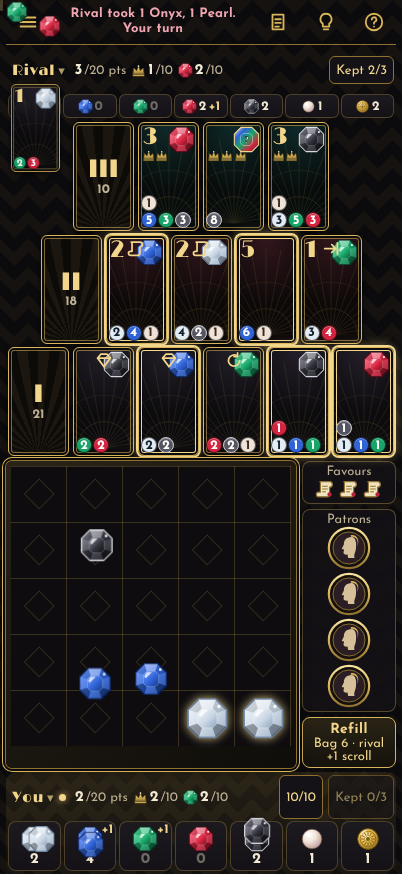 Rival took 1 Onyx, 1 Pearl.
Your turn
Rival 3/20 pts 1/10 2/10
Kept 2/3
1
2 3
0 0 2 +1 2 1 2
10
3
1
5 3 3
8
3
1
3 5 3
18
2
2 4 1
2
4 2 1
5
6 1
1
3 4
21
2 2
2 2
2 2 1
1
1 1 1
1
1 1 1
Favours
Patrons
Refill
Bag 6 · rival
+1 scroll
You 2/20 pts 2/10 2/10
10/10
Kept 0/3
+1 +1
2 4 0 0 2 1 1